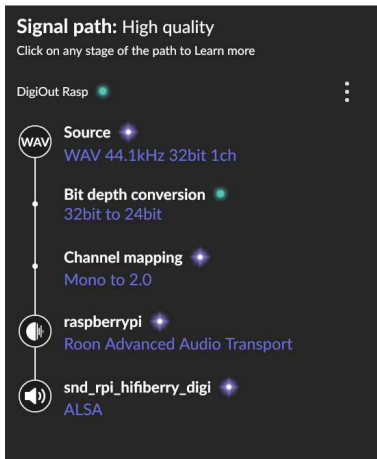 Signal path: High quality
Click on any stage of the path to Learn more
DigiOut Rasp
WAV
Source
WAV 44.1kHz 32bit 1ch
Bit depth conversion
32bit to 24bit
Channel mapping
Mono to 2.0
raspberrypi
Roon Advanced Audio Transport
snd_rpi_hifiberry_digi
ALSA